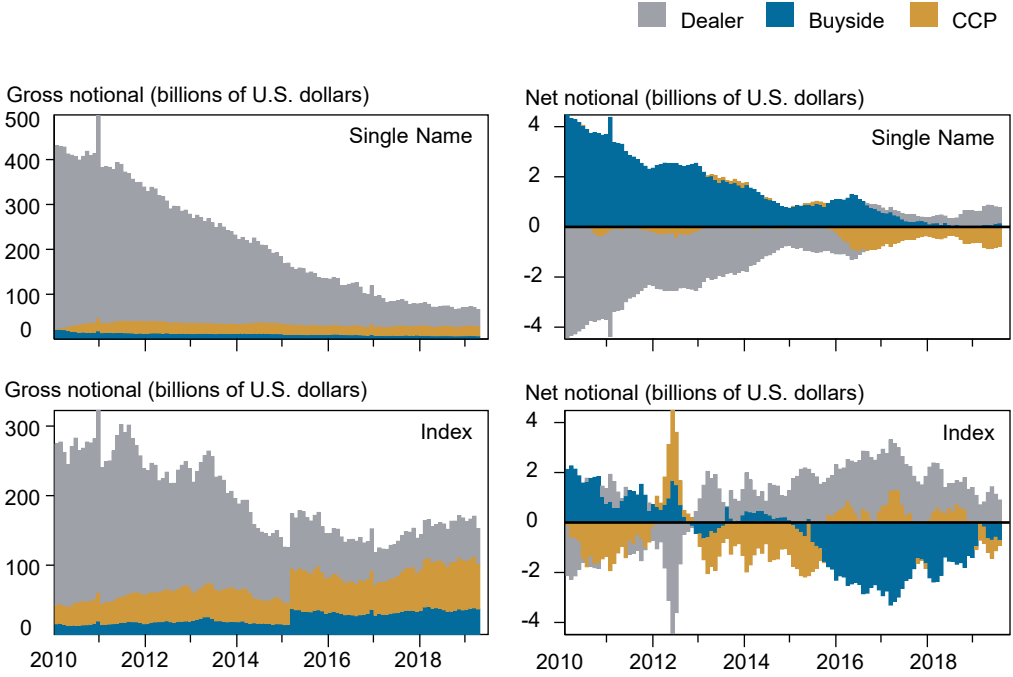 Dealer Buyside CCP
Gross notional (billions of U.S. dollars)
Single Name
500
400
300
200
100
0
Net notional (billions of U.S. dollars)
Single Name
4
2
0
-2
-4
Gross notional (billions of U.S. dollars)
Index
300
200
100
0
2010 2012 2014 2016 2018
Net notional (billions of U.S. dollars)
Index
4
2
0
-2
-4
2010 2012 2014 2016 2018